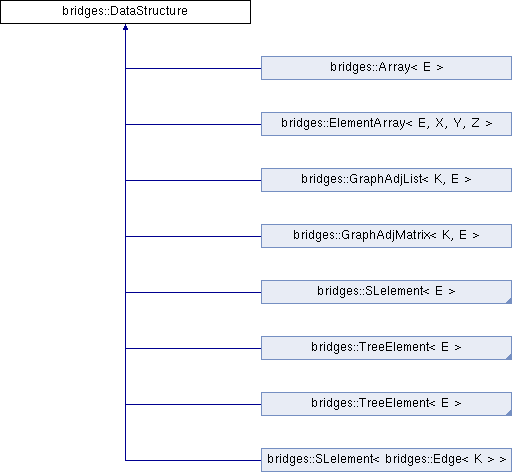 bridges::DataStructure
bridges::Array< E >
bridges::ElementArray< E, X, Y, Z >
bridges::GraphAdjList< K, E >
bridges::GraphAdjMatrix< K, E >
bridges::SLelement< E >
bridges::TreeElement< E >
bridges::TreeElement< E >
bridges::SLelement< bridges::Edge< K > >